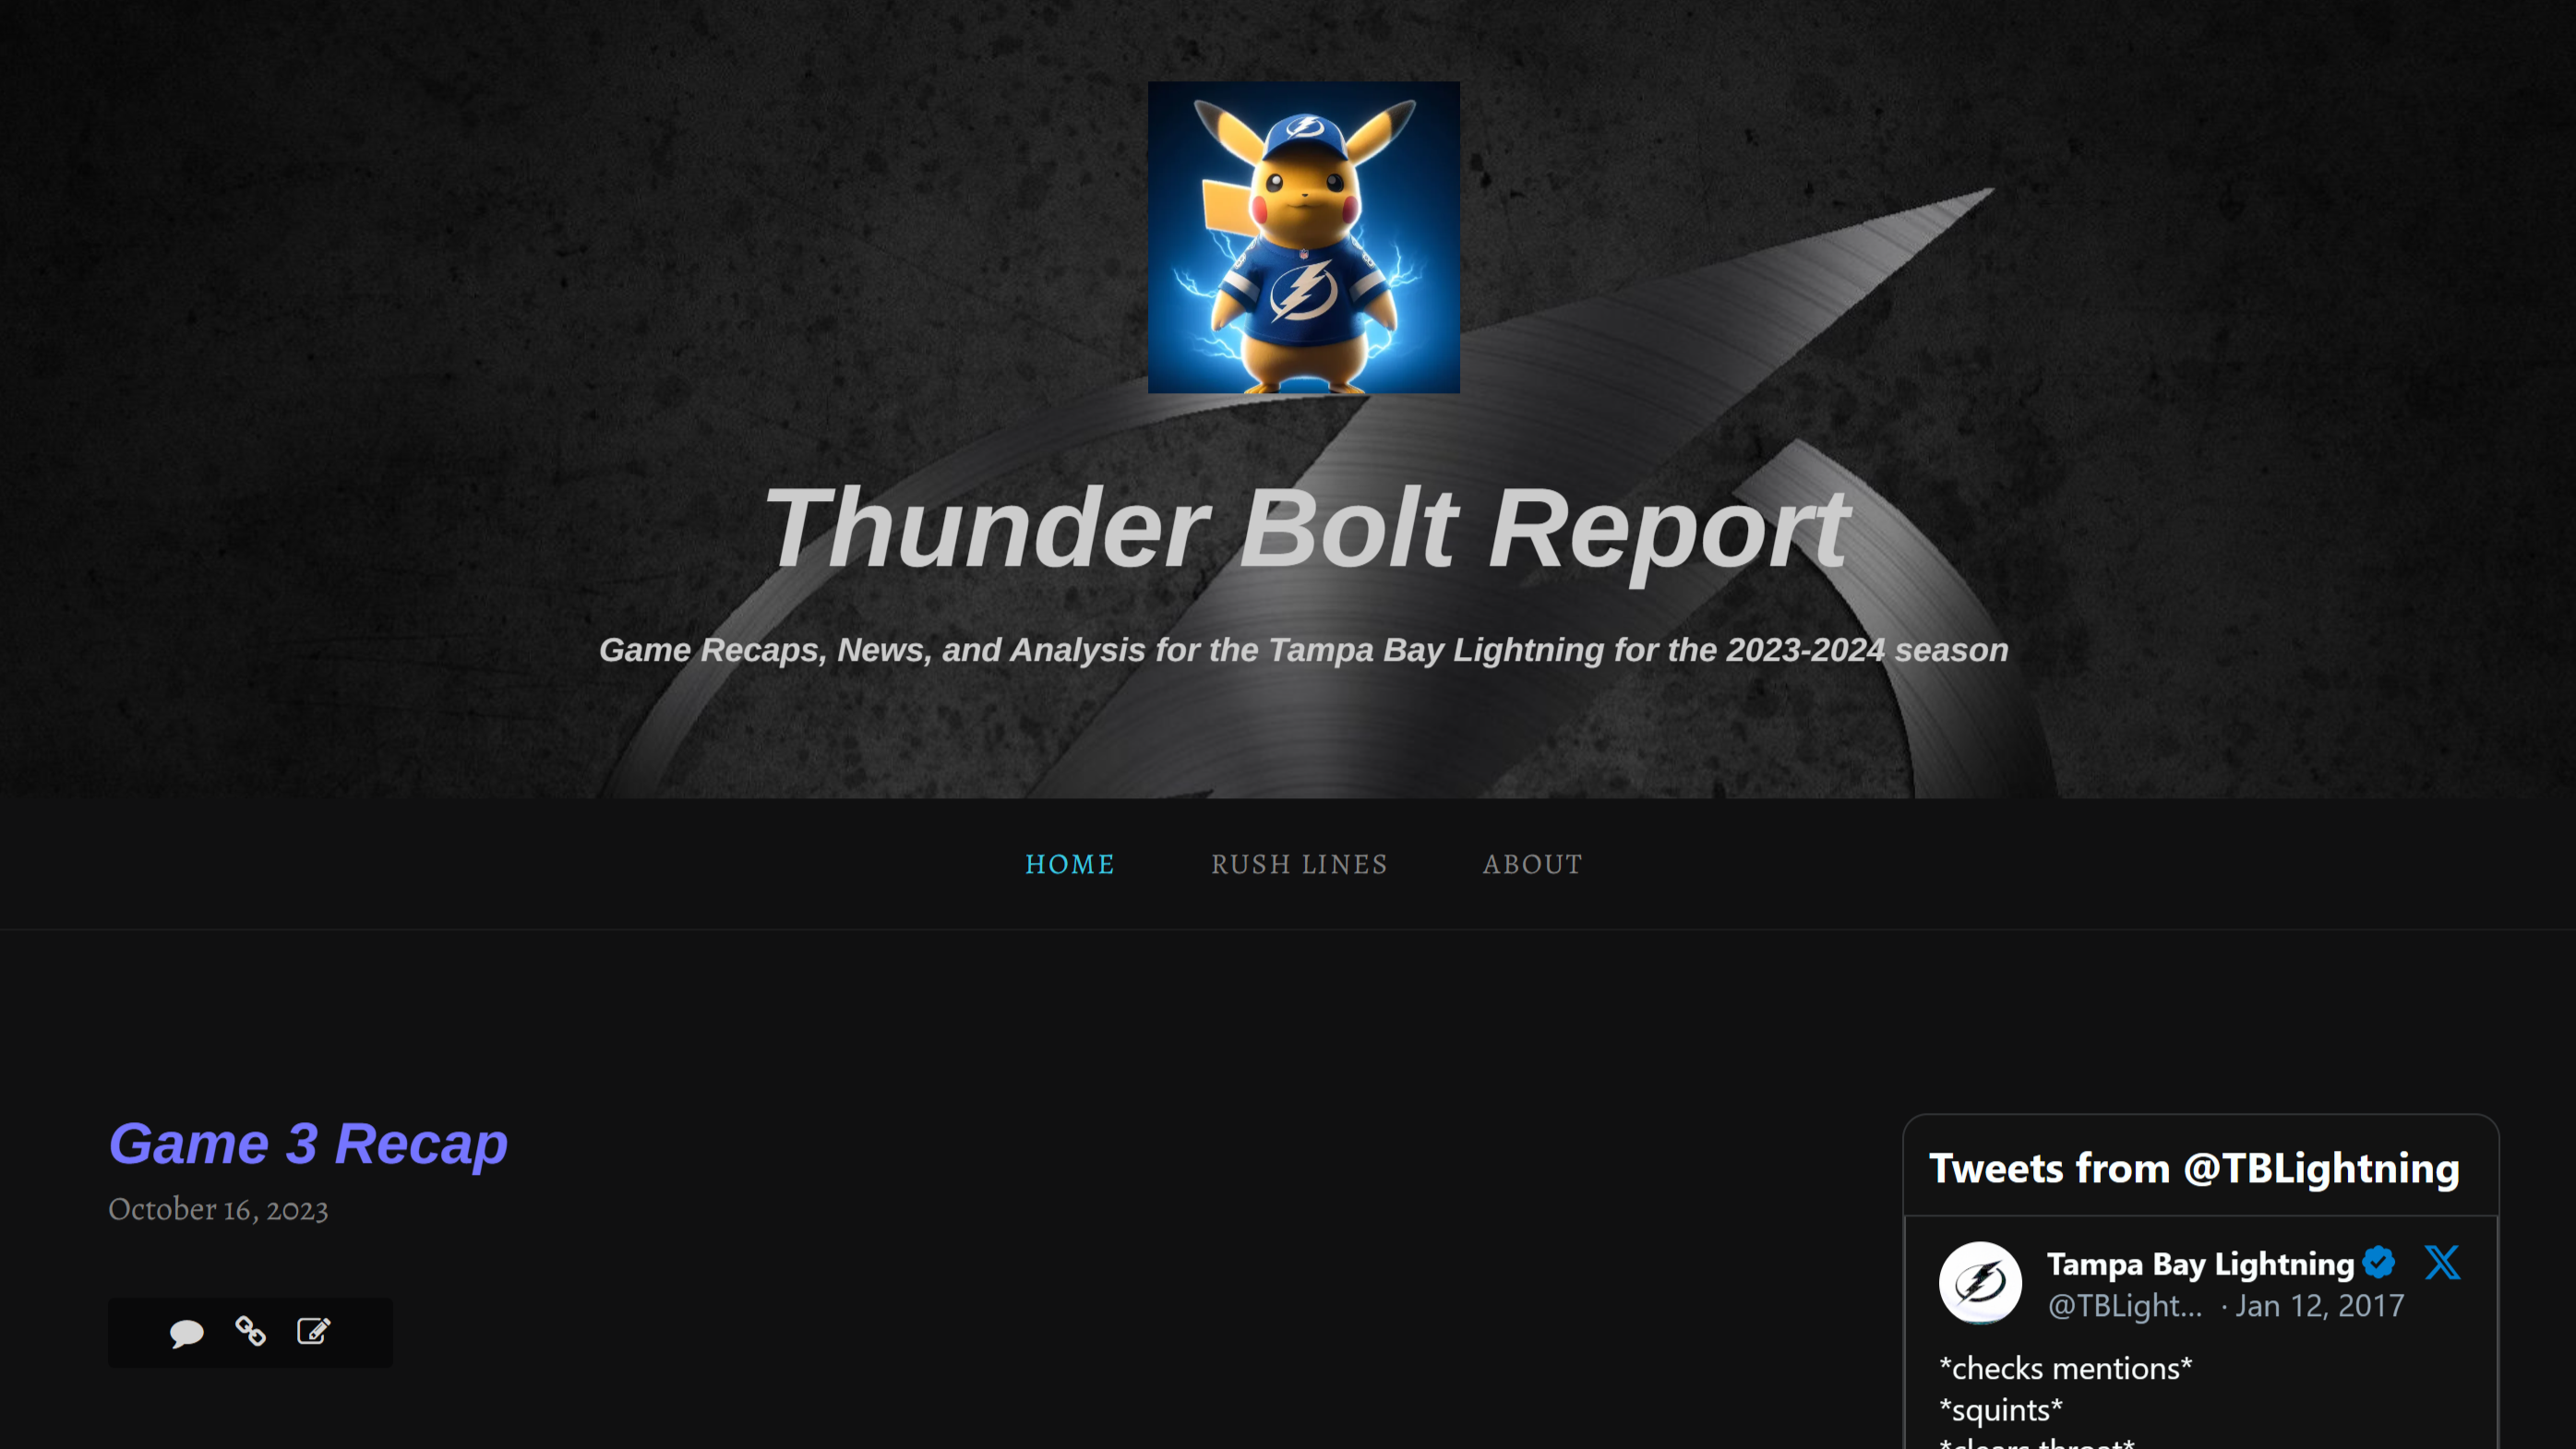 Thunder Bolt Report
Game Recaps, News, and Analysis for the Tampa Bay Lightning for the 2023-2024 season
HOME RUSH LINES ABOUT
Game 3 Recap
October 16, 2023
Tweets from @TBLightning
Tampa Bay Lightning
@TBLight... · Jan 12, 2017
*checks mentions*
*squints*
*clears throat*